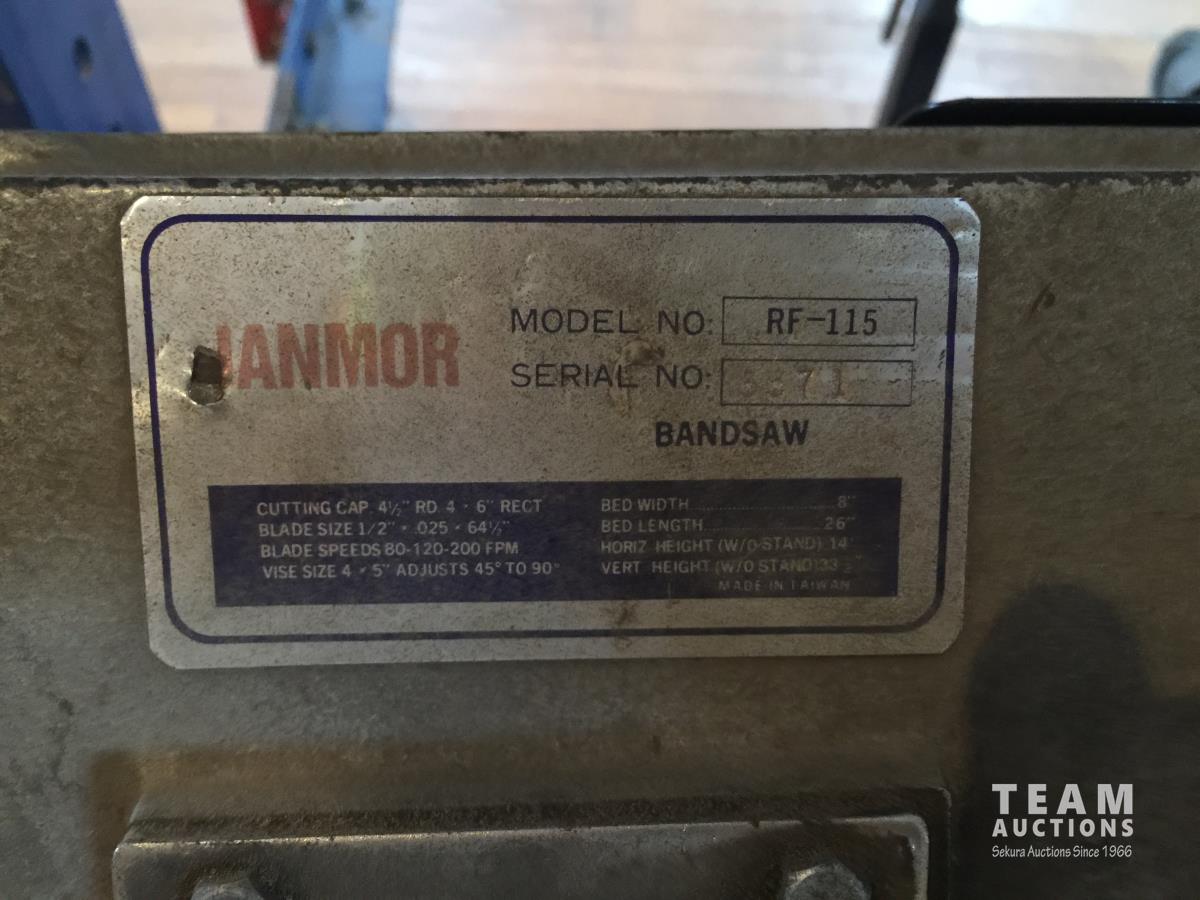 JANMOR
MODEL NO: RF-115
SERIAL NO:
BANDSAW
CUTTING CAP. 4½" RD. 4 × 6" RECT
BLADE SIZE 1/2" × .025 × 64½"
BLADE SPEEDS 80-120-200 FPM
VISE SIZE 4 × 5" ADJUSTS 45° TO 90°
BED WIDTH 8"
BED LENGTH 26"
HORIZ HEIGHT (W/O STAND) 14"
VERT HEIGHT (W/O STAND)
MADE IN TAIWAN
TEAM
AUCTIONS
Sekura Auctions Since 1966